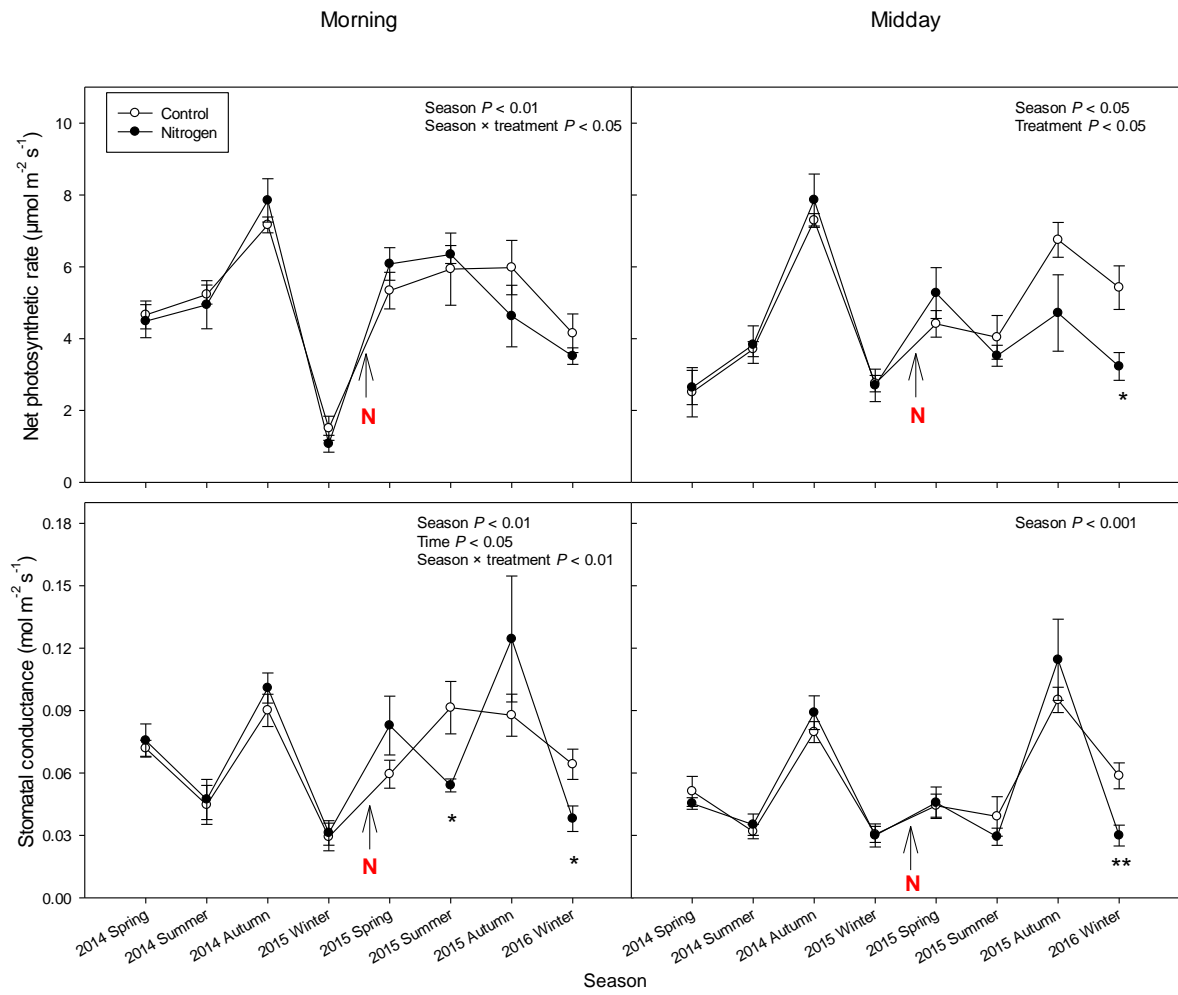 Morning
Midday
Net photosynthetic rate (µmol m⁻² s⁻¹)
10
8
6
4
2
0
Control
Nitrogen
Season P < 0.01
Season × treatment P < 0.05
N
Season P < 0.05
Treatment P < 0.05
N
*
Stomatal conductance (mol m⁻² s⁻¹)
0.18
0.15
0.12
0.09
0.06
0.03
0.00
Season P < 0.01
Time P < 0.05
Season × treatment P < 0.01
N
*
*
Season P < 0.001
N
**
2014 Spring
2014 Summer
2014 Autumn
2015 Winter
2015 Spring
2015 Summer
2015 Autumn
2016 Winter
2014 Spring
2014 Summer
2014 Autumn
2015 Winter
2015 Spring
2015 Summer
2015 Autumn
2016 Winter
Season